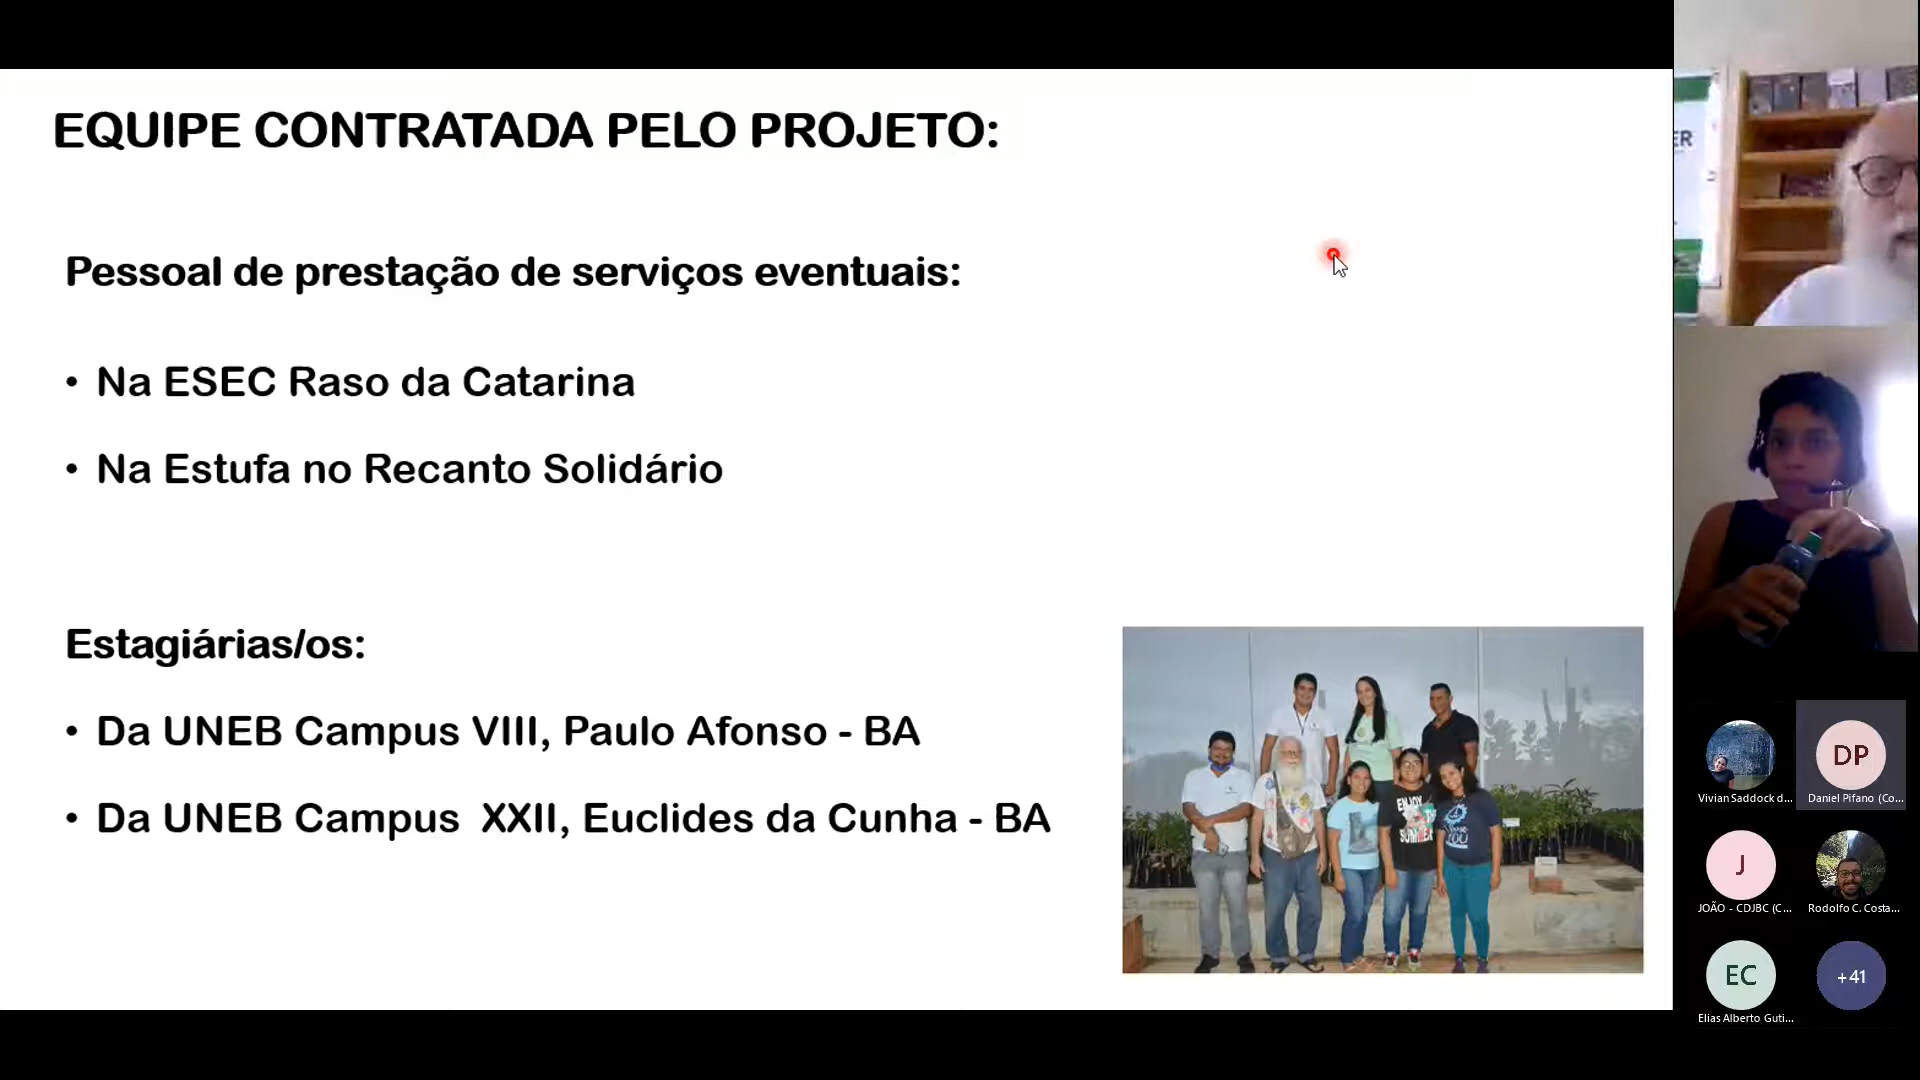 EQUIPE CONTRATADA PELO PROJETO:
Pessoal de prestação de serviços eventuais:
• Na ESEC Raso da Catarina
• Na Estufa no Recanto Solidário
Estagiárias/os:
• Da UNEB Campus VIII, Paulo Afonso - BA
• Da UNEB Campus  XXII, Euclides da Cunha - BA
ENJOY
ER
DP
Vivian Saddock d...
Daniel Pifano (Co...
J
JOÃO - CDJBC (C...
Rodolfo C. Costa...
EC
+41
Elias Alberto Guti...